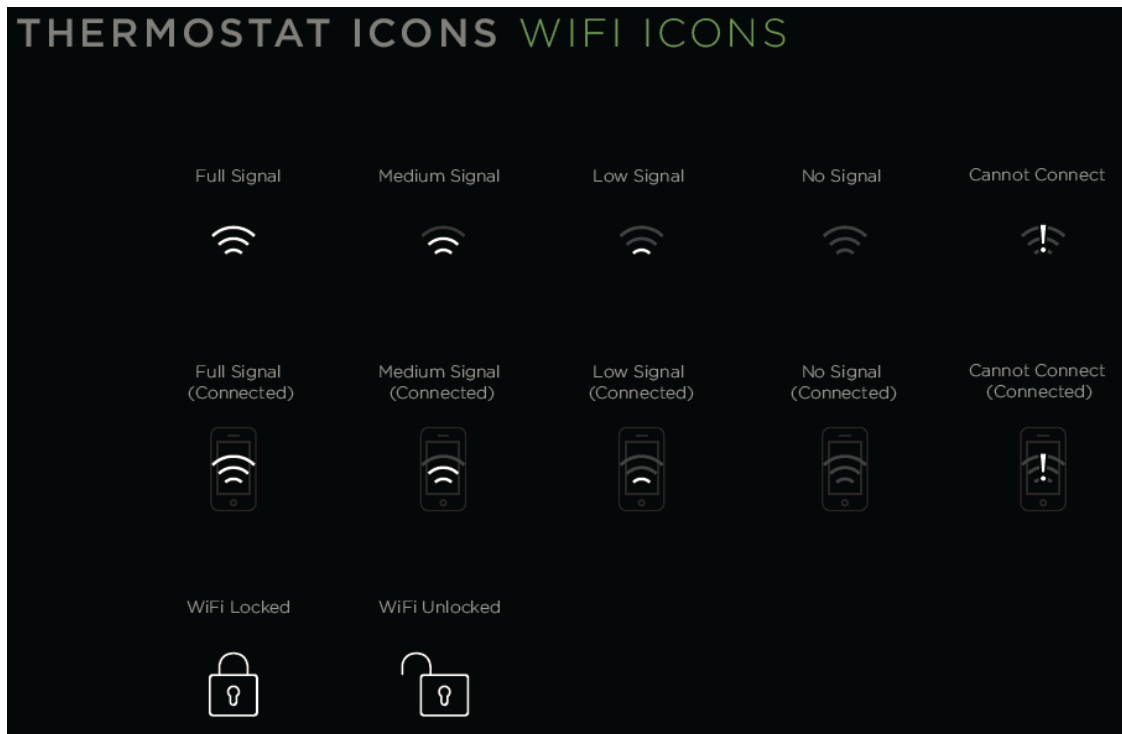 THERMOSTAT ICONS WIFI ICONS
Full Signal
Medium Signal
Low Signal
No Signal
Cannot Connect
Full Signal
(Connected)
Medium Signal
(Connected)
Low Signal
(Connected)
No Signal
(Connected)
Cannot Connect
(Connected)
WiFi Locked
WiFi Unlocked